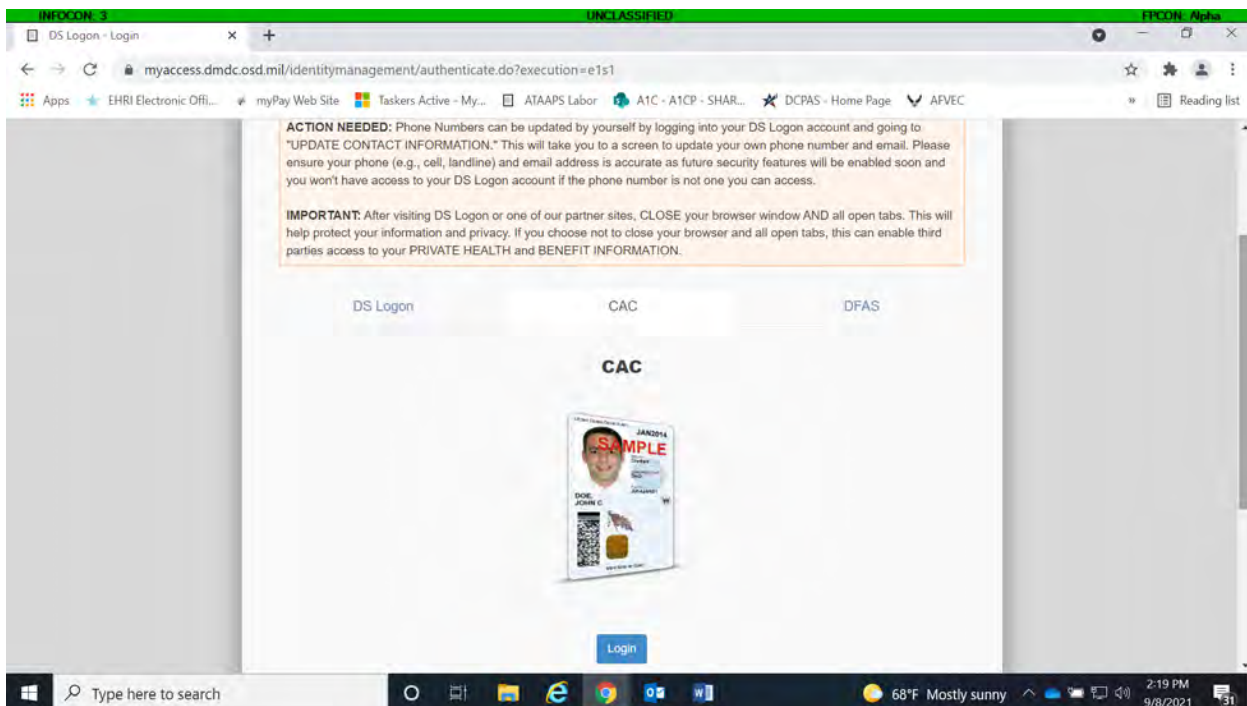 INFOCON: 3 UNCLASSIFIED FPCON: Alpha
DS Logon - Login
myaccess.dmdc.osd.mil/identitymanagement/authenticate.do?execution=e1s1
Apps EHRI Electronic Offi... myPay Web Site Taskers Active - My... ATAAPS Labor A1C - A1CP - SHAR... DCPAS - Home Page AFVEC » Reading list
ACTION NEEDED: Phone Numbers can be updated by yourself by logging into your DS Logon account and going to
"UPDATE CONTACT INFORMATION." This will take you to a screen to update your own phone number and email. Please
ensure your phone (e.g., cell, landline) and email address is accurate as future security features will be enabled soon and
you won't have access to your DS Logon account if the phone number is not one you can access.
IMPORTANT: After visiting DS Logon or one of our partner sites, CLOSE your browser window AND all open tabs. This will
help protect your information and privacy. If you choose not to close your browser and all open tabs, this can enable third
parties access to your PRIVATE HEALTH and BENEFIT INFORMATION.
DS Logon CAC DFAS
CAC
JAN2014
SAMPLE
DOE,
JOHN C
Login
Type here to search 68°F Mostly sunny 2:19 PM
9/8/2021 31